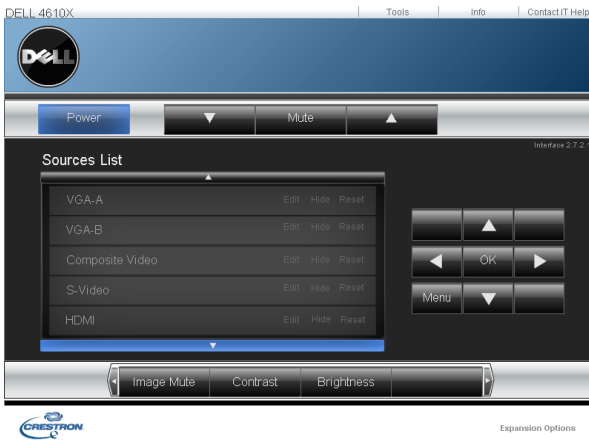 DELL 4610X
Tools
Info
Contact IT Help
DELL
Power
Mute
Interface 2.7.2.
Sources List
VGA-A Edit Hide Reset
VGA-B Edit Hide Reset
Composite Video Edit Hide Reset
S-Video Edit Hide Reset
HDMI Edit Hide Reset
OK
Menu
Image Mute
Contrast
Brightness
CRESTRON
Expansion Options